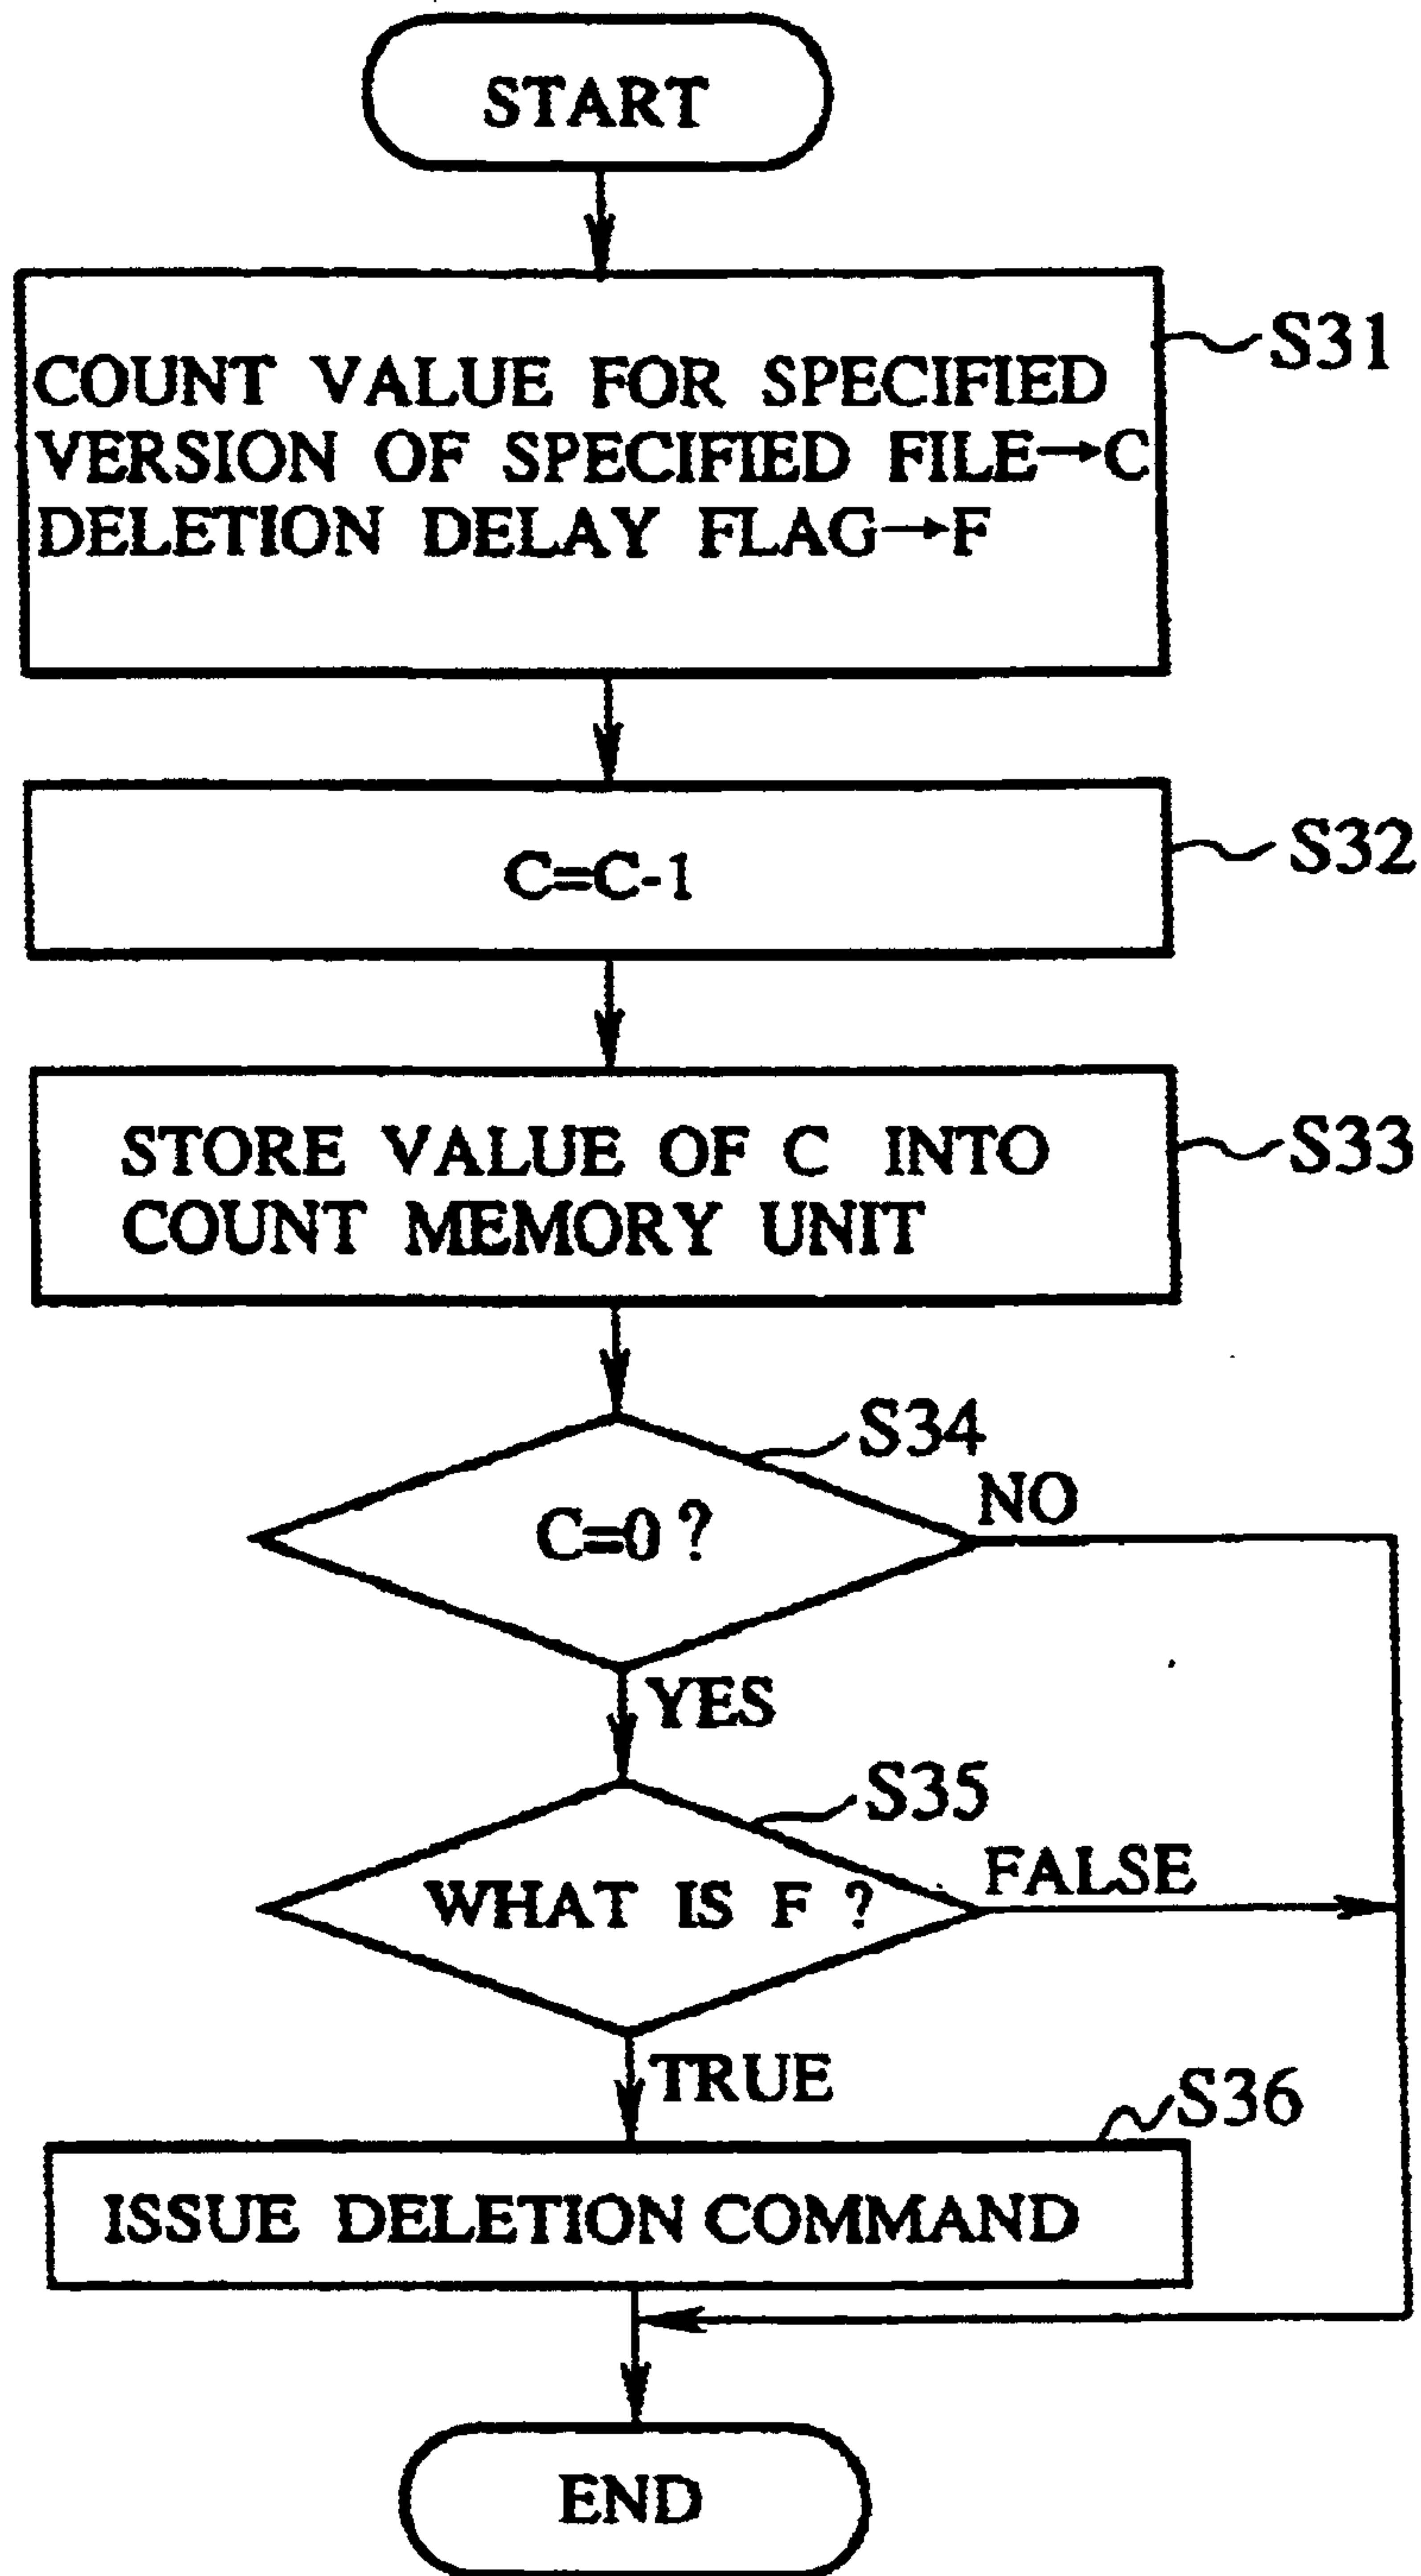 START
COUNT VALUE FOR SPECIFIED
VERSION OF SPECIFIED FILE→C
DELETION DELAY FLAG→F
S31
C=C-1
S32
STORE VALUE OF C INTO
COUNT MEMORY UNIT
S33
S34
C=0 ?
NO
YES
S35
WHAT IS F ?
FALSE
TRUE
S36
ISSUE DELETION COMMAND
END